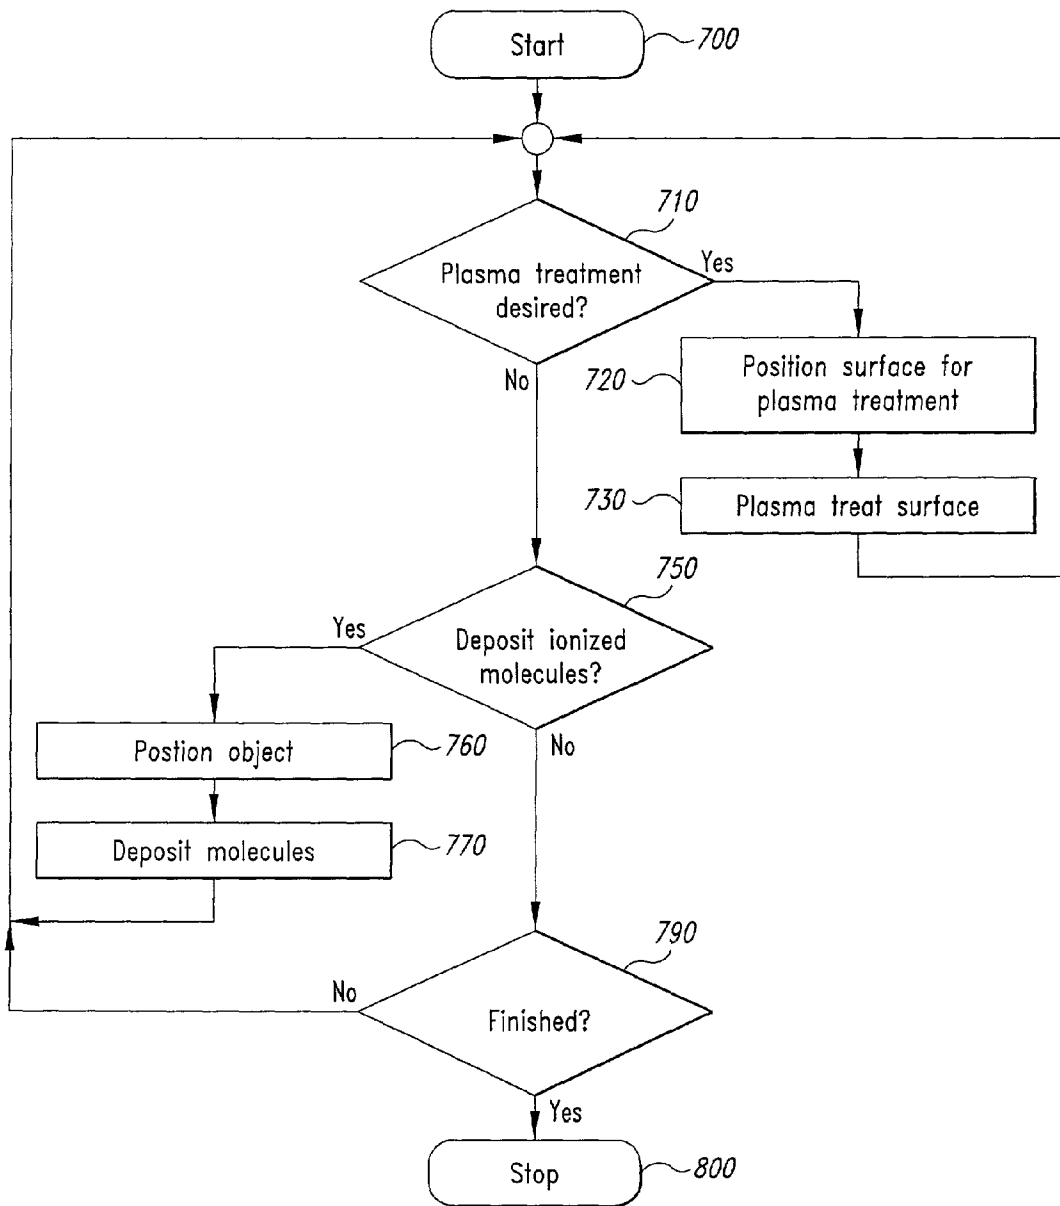 Start
700
710
Plasma treatment
desired?
Yes
No
720
Position surface for
plasma treatment
730
Plasma treat surface
750
Deposit ionized
molecules?
Yes
No
Postion object
760
Deposit molecules
770
790
No
Finished?
Yes
Stop
800